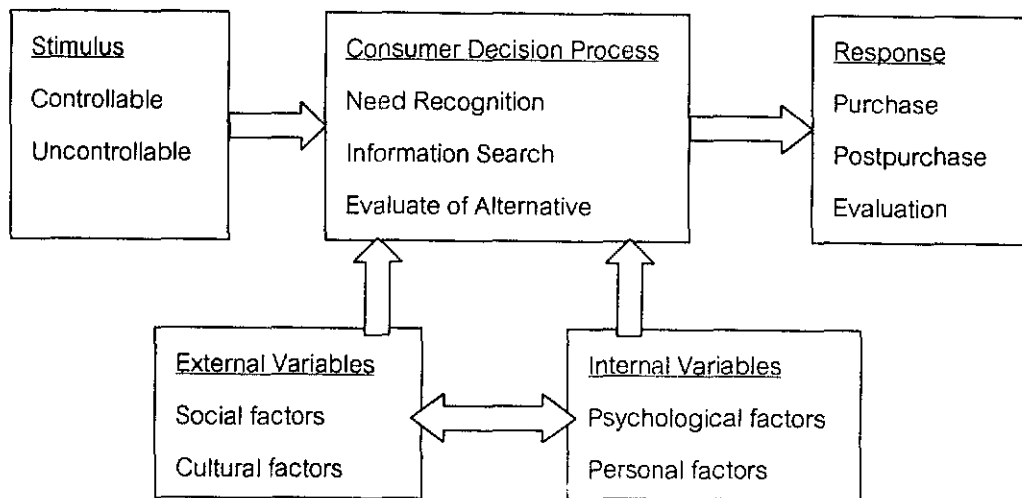 Stimulus
Controllable
Uncontrollable
Consumer Decision Process
Need Recognition
Information Search
Evaluate of Alternative
Response
Purchase
Postpurchase
Evaluation
External Variables
Social factors
Cultural factors
Internal Variables
Psychological factors
Personal factors